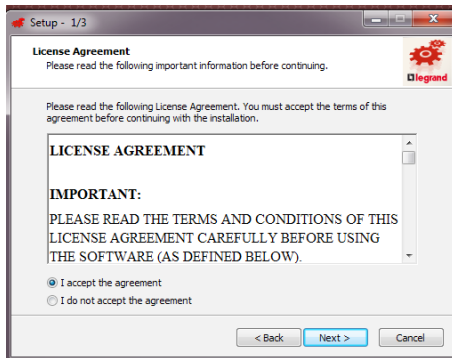 Setup - 1/3
License Agreement
Please read the following important information before continuing.
legrand
Please read the following License Agreement. You must accept the terms of this
agreement before continuing with the installation.
LICENSE AGREEMENT
IMPORTANT:
PLEASE READ THE TERMS AND CONDITIONS OF THIS
LICENSE AGREEMENT CAREFULLY BEFORE USING
THE SOFTWARE (AS DEFINED BELOW).
I accept the agreement
I do not accept the agreement
< Back Next > Cancel